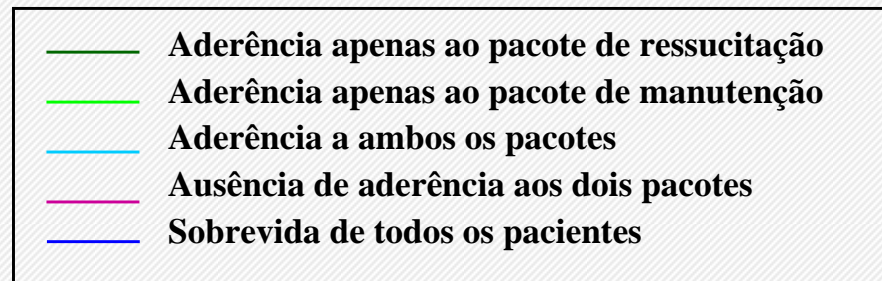 Aderência apenas ao pacote de ressucitação
Aderência apenas ao pacote de manutenção
Aderência a ambos os pacotes
Ausência de aderência aos dois pacotes
Sobrevida de todos os pacientes